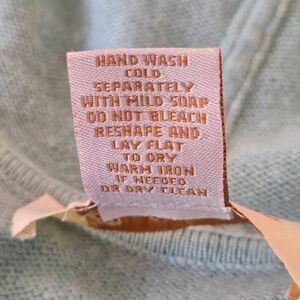 HAND WASH
COLD
SEPARATELY
WITH MILD SOAP
DO NOT BLEACH
RESHAPE AND
LAY FLAT
TO DRY
WARM IRON
IF NEEDED
OR DRY CLEAN